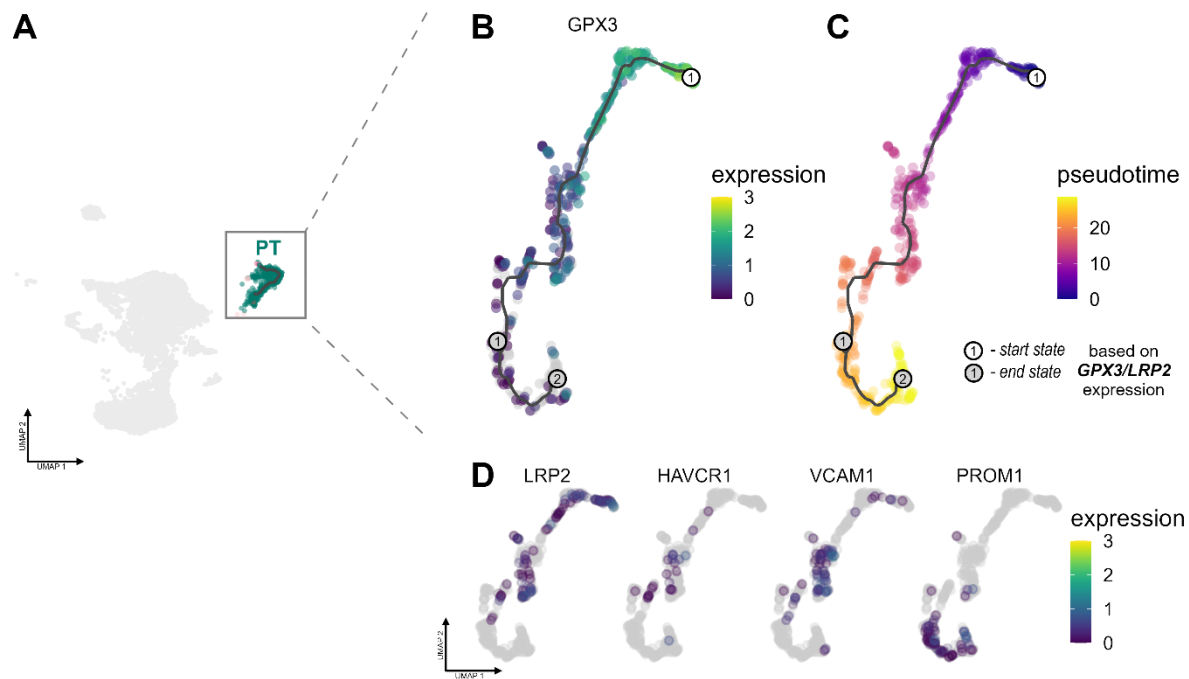 A
PT
UMAP 2
UMAP 1
B
GPX3
1
1
2
expression
3
2
1
0
C
1
1
2
pseudotime
20
10
0
1 - start state
1 - end state
based on
GPX3/LRP2
expression
D
LRP2
HAVCR1
VCAM1
PROM1
UMAP 2
UMAP 1
expression
3
2
1
0